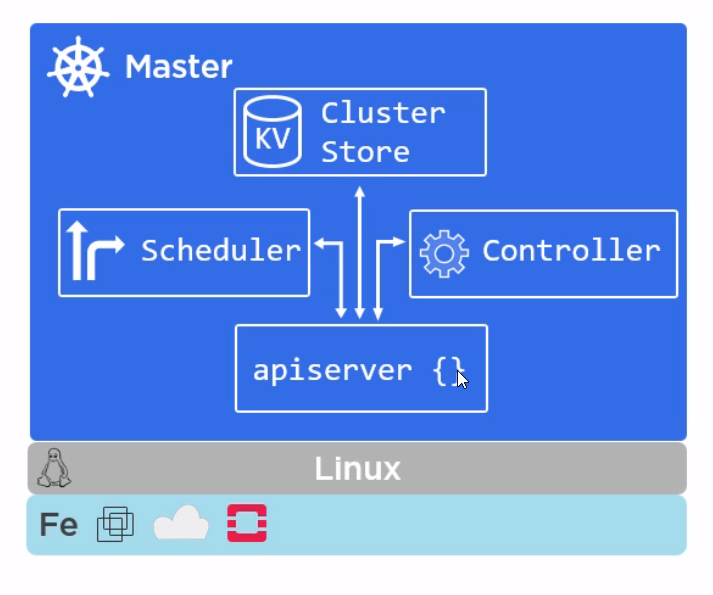 Master
KV
Cluster
Store
Scheduler
Controller
apiserver {}
Linux
Fe